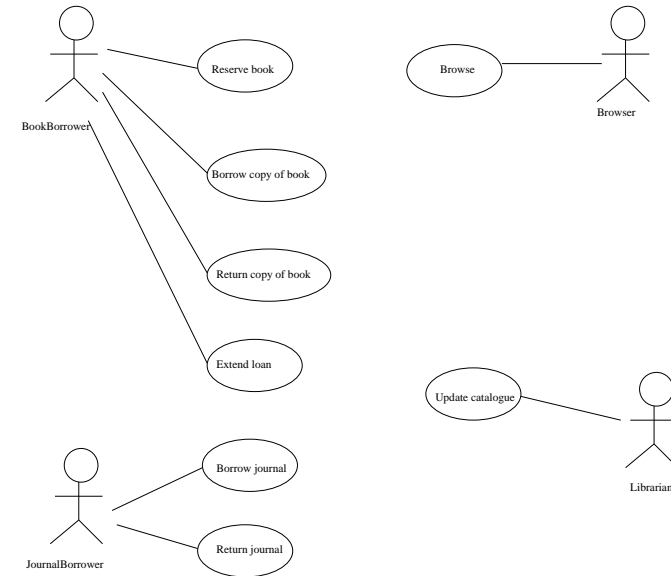 Reserve book
Browse
Browser
BookBorrower
Borrow copy of book
Return copy of book
Extend loan
Update catalogue
Librarian
Borrow journal
Return journal
JournalBorrower